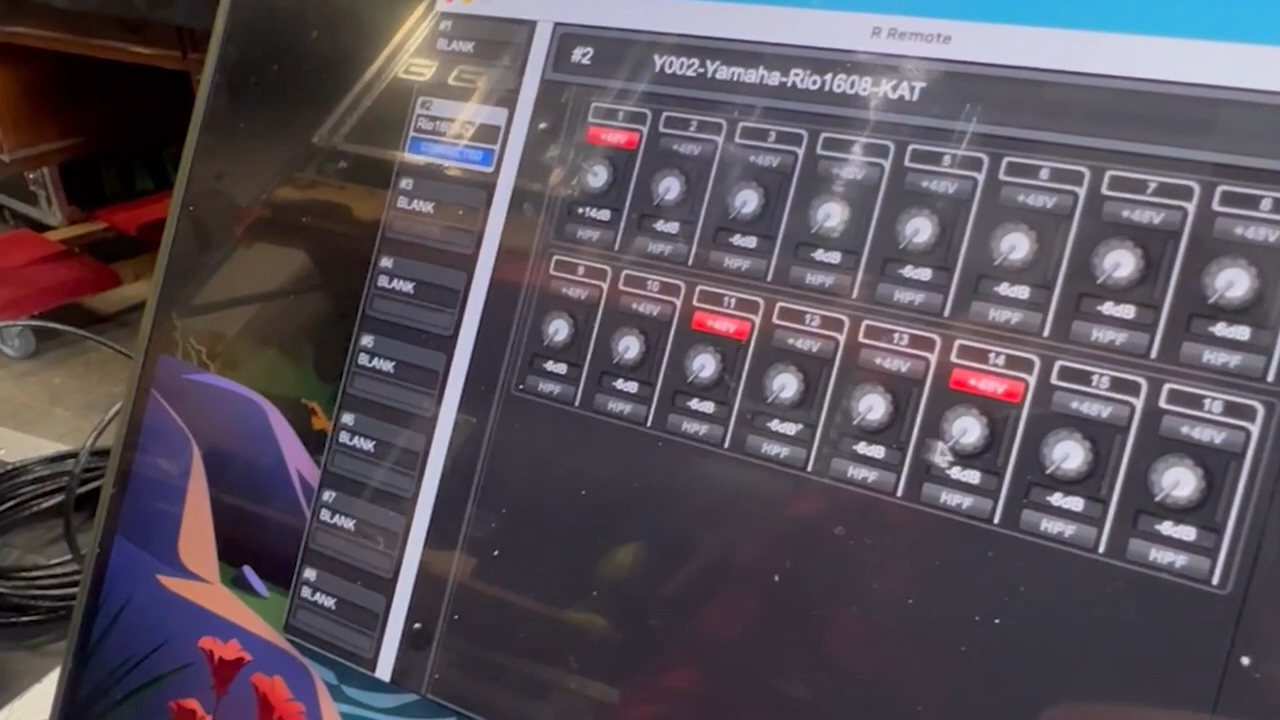 R Remote
#1
BLANK
#2
#3
BLANK
#4
BLANK
#5
BLANK
#6
BLANK
#7
BLANK
#8
BLANK
#2 Y002-Yamaha-Rio1608-KAT
1 2 3 4 5 6 7 8
+48V +48V +48V +48V +48V +48V +48V +48V
+14dB -6dB -6dB -6dB -6dB -6dB -6dB -6dB
HPF HPF HPF HPF HPF HPF HPF HPF
9 10 11 12 13 14 15 16
+48V +48V +48V +48V +48V +48V +48V +48V
-6dB -6dB -6dB -6dB -6dB -6dB -6dB -6dB
HPF HPF HPF HPF HPF HPF HPF HPF